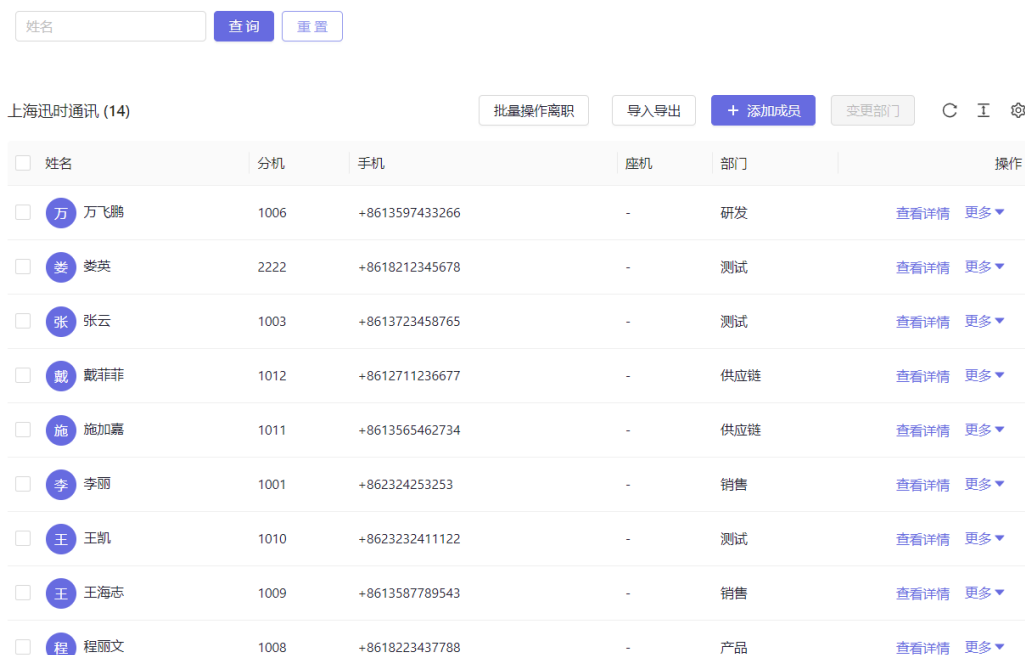 姓名 查询 重置
上海迅时通讯 (14) 批量操作离职 导入导出 + 添加成员 变更部门
姓名 分机 手机 座机 部门 操作
万 万飞鹏 1006 +8613597433266 - 研发 查看详情 更多
娄 娄英 2222 +8618212345678 - 测试 查看详情 更多
张 张云 1003 +8613723458765 - 测试 查看详情 更多
戴 戴菲菲 1012 +8612711236677 - 供应链 查看详情 更多
施 施加嘉 1011 +8613565462734 - 供应链 查看详情 更多
李 李丽 1001 +862324253253 - 销售 查看详情 更多
王 王凯 1010 +8623232411122 - 测试 查看详情 更多
王 王海志 1009 +8613587789543 - 销售 查看详情 更多
程 程丽文 1008 +8618223437788 - 产品 查看详情 更多